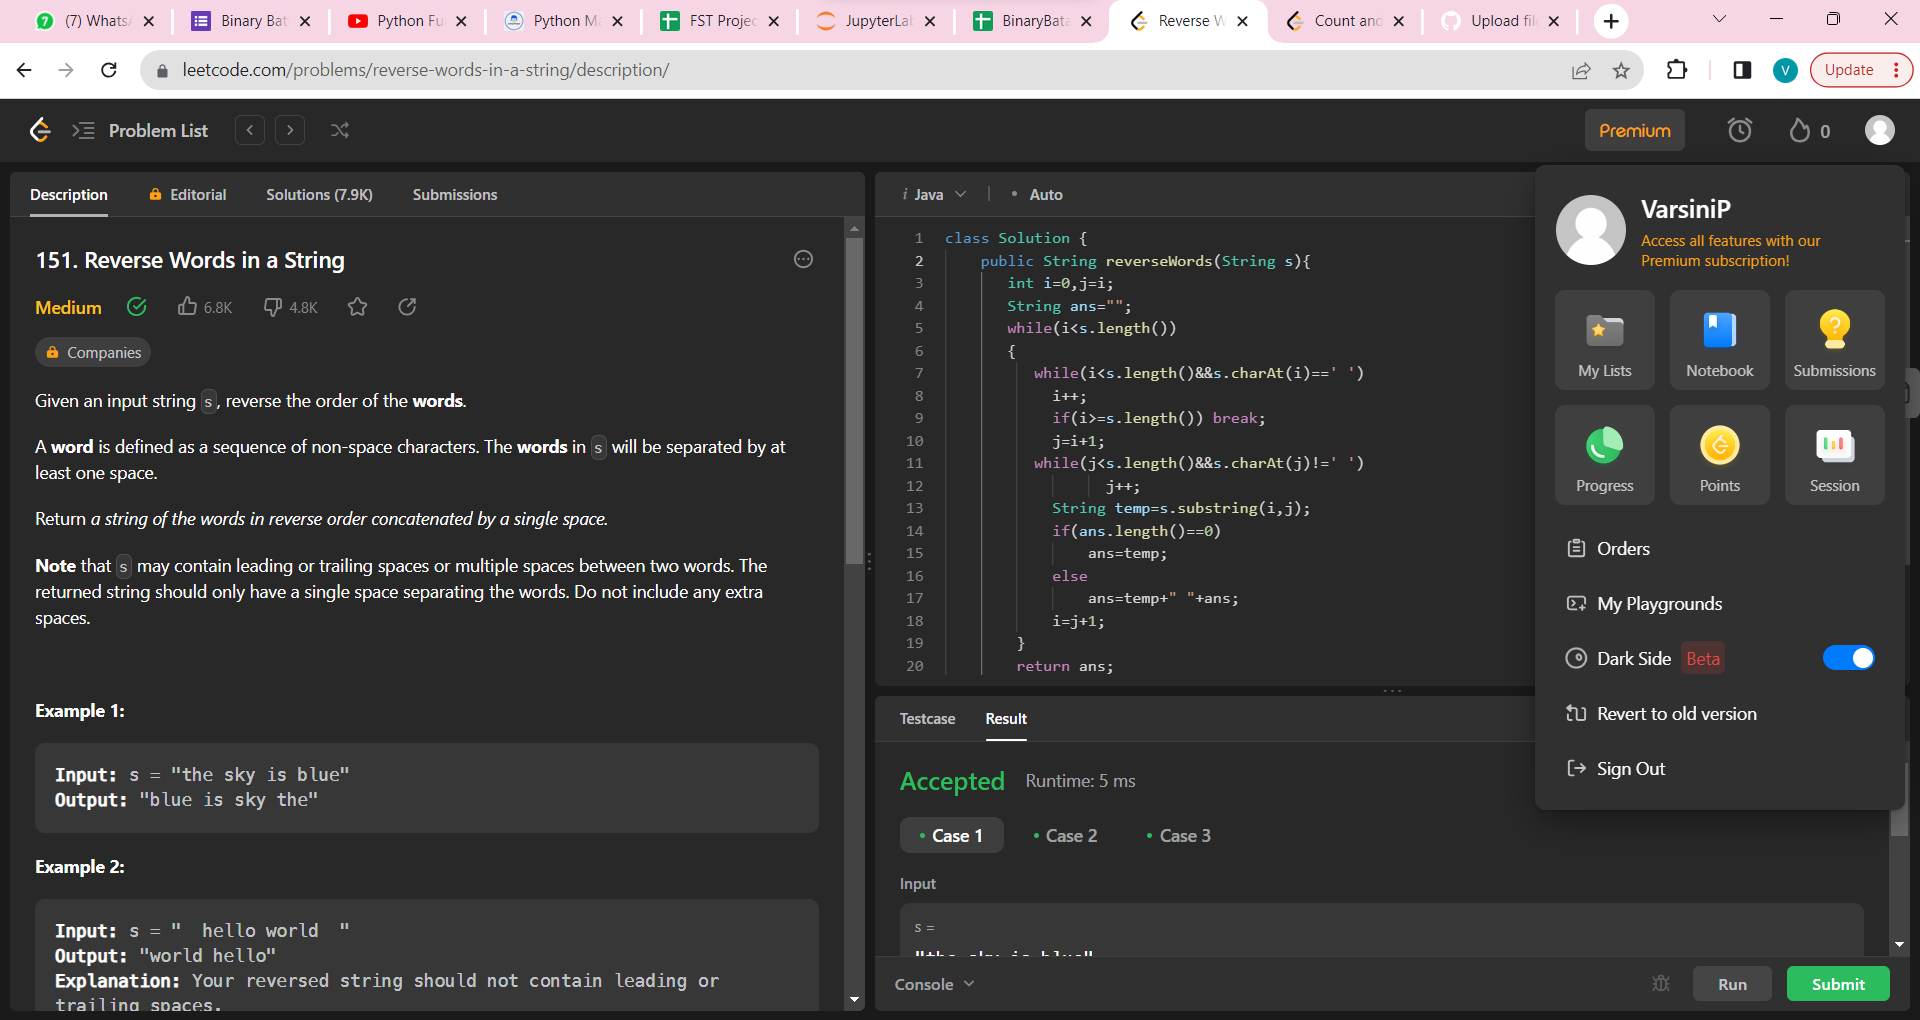 (7) Whats
Binary Bat
Python Fu
Python M
FST Projec
JupyterLab
BinaryBata
Reverse W
Count and
Upload file
leetcode.com/problems/reverse-words-in-a-string/description/
V
Update
Problem List
Premium
0
Description
Editorial
Solutions (7.9K)
Submissions
151. Reverse Words in a String
Medium
6.8K
4.8K
Companies
Given an input string s, reverse the order of the words.
A word is defined as a sequence of non-space characters. The words in s will be separated by at
least one space.
Return a string of the words in reverse order concatenated by a single space.
Note that s may contain leading or trailing spaces or multiple spaces between two words. The
returned string should only have a single space separating the words. Do not include any extra
spaces.
Example 1:
Input: s = "the sky is blue"
Output: "blue is sky the"
Example 2:
Input: s = "  hello world  "
Output: "world hello"
Explanation: Your reversed string should not contain leading or
trailing spaces.
i Java
• Auto
1 class Solution {
2 public String reverseWords(String s){
3 int i=0,j=i;
4 String ans="";
5 while(i<s.length())
6 {
7 while(i<s.length()&&s.charAt(i)==' ')
8 i++;
9 if(i>=s.length()) break;
10 j=i+1;
11 while(j<s.length()&&s.charAt(j)!=' ')
12 j++;
13 String temp=s.substring(i,j);
14 if(ans.length()==0)
15 ans=temp;
16 else
17 ans=temp+" "+ans;
18 i=j+1;
19 }
20 return ans;
Testcase
Result
Accepted
Runtime: 5 ms
• Case 1
• Case 2
• Case 3
Input
s =
"the sky is blue"
Console
Run
Submit
VarsiniP
Access all features with our
Premium subscription!
My Lists
Notebook
Submissions
Progress
Points
Session
Orders
My Playgrounds
Dark Side Beta
Revert to old version
Sign Out